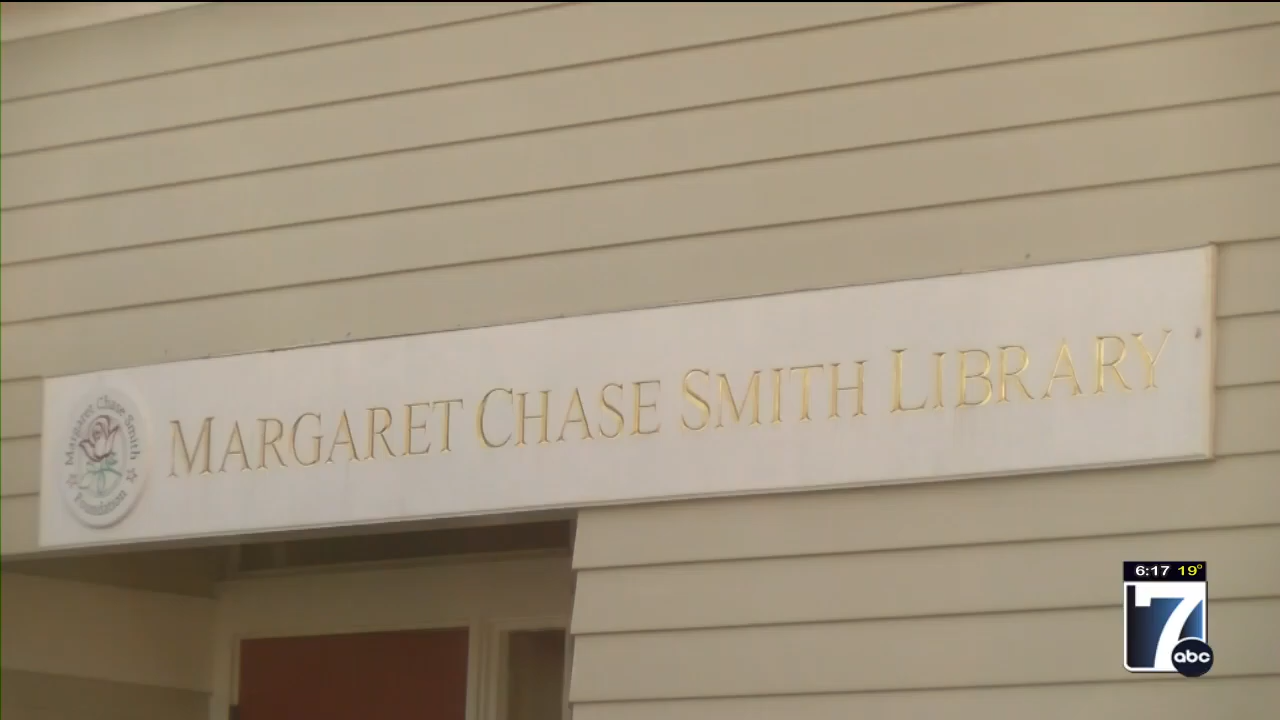 MARGARET CHASE SMITH LIBRARY
Margaret Chase Smith
Foundation
6:17 19°
7
abc